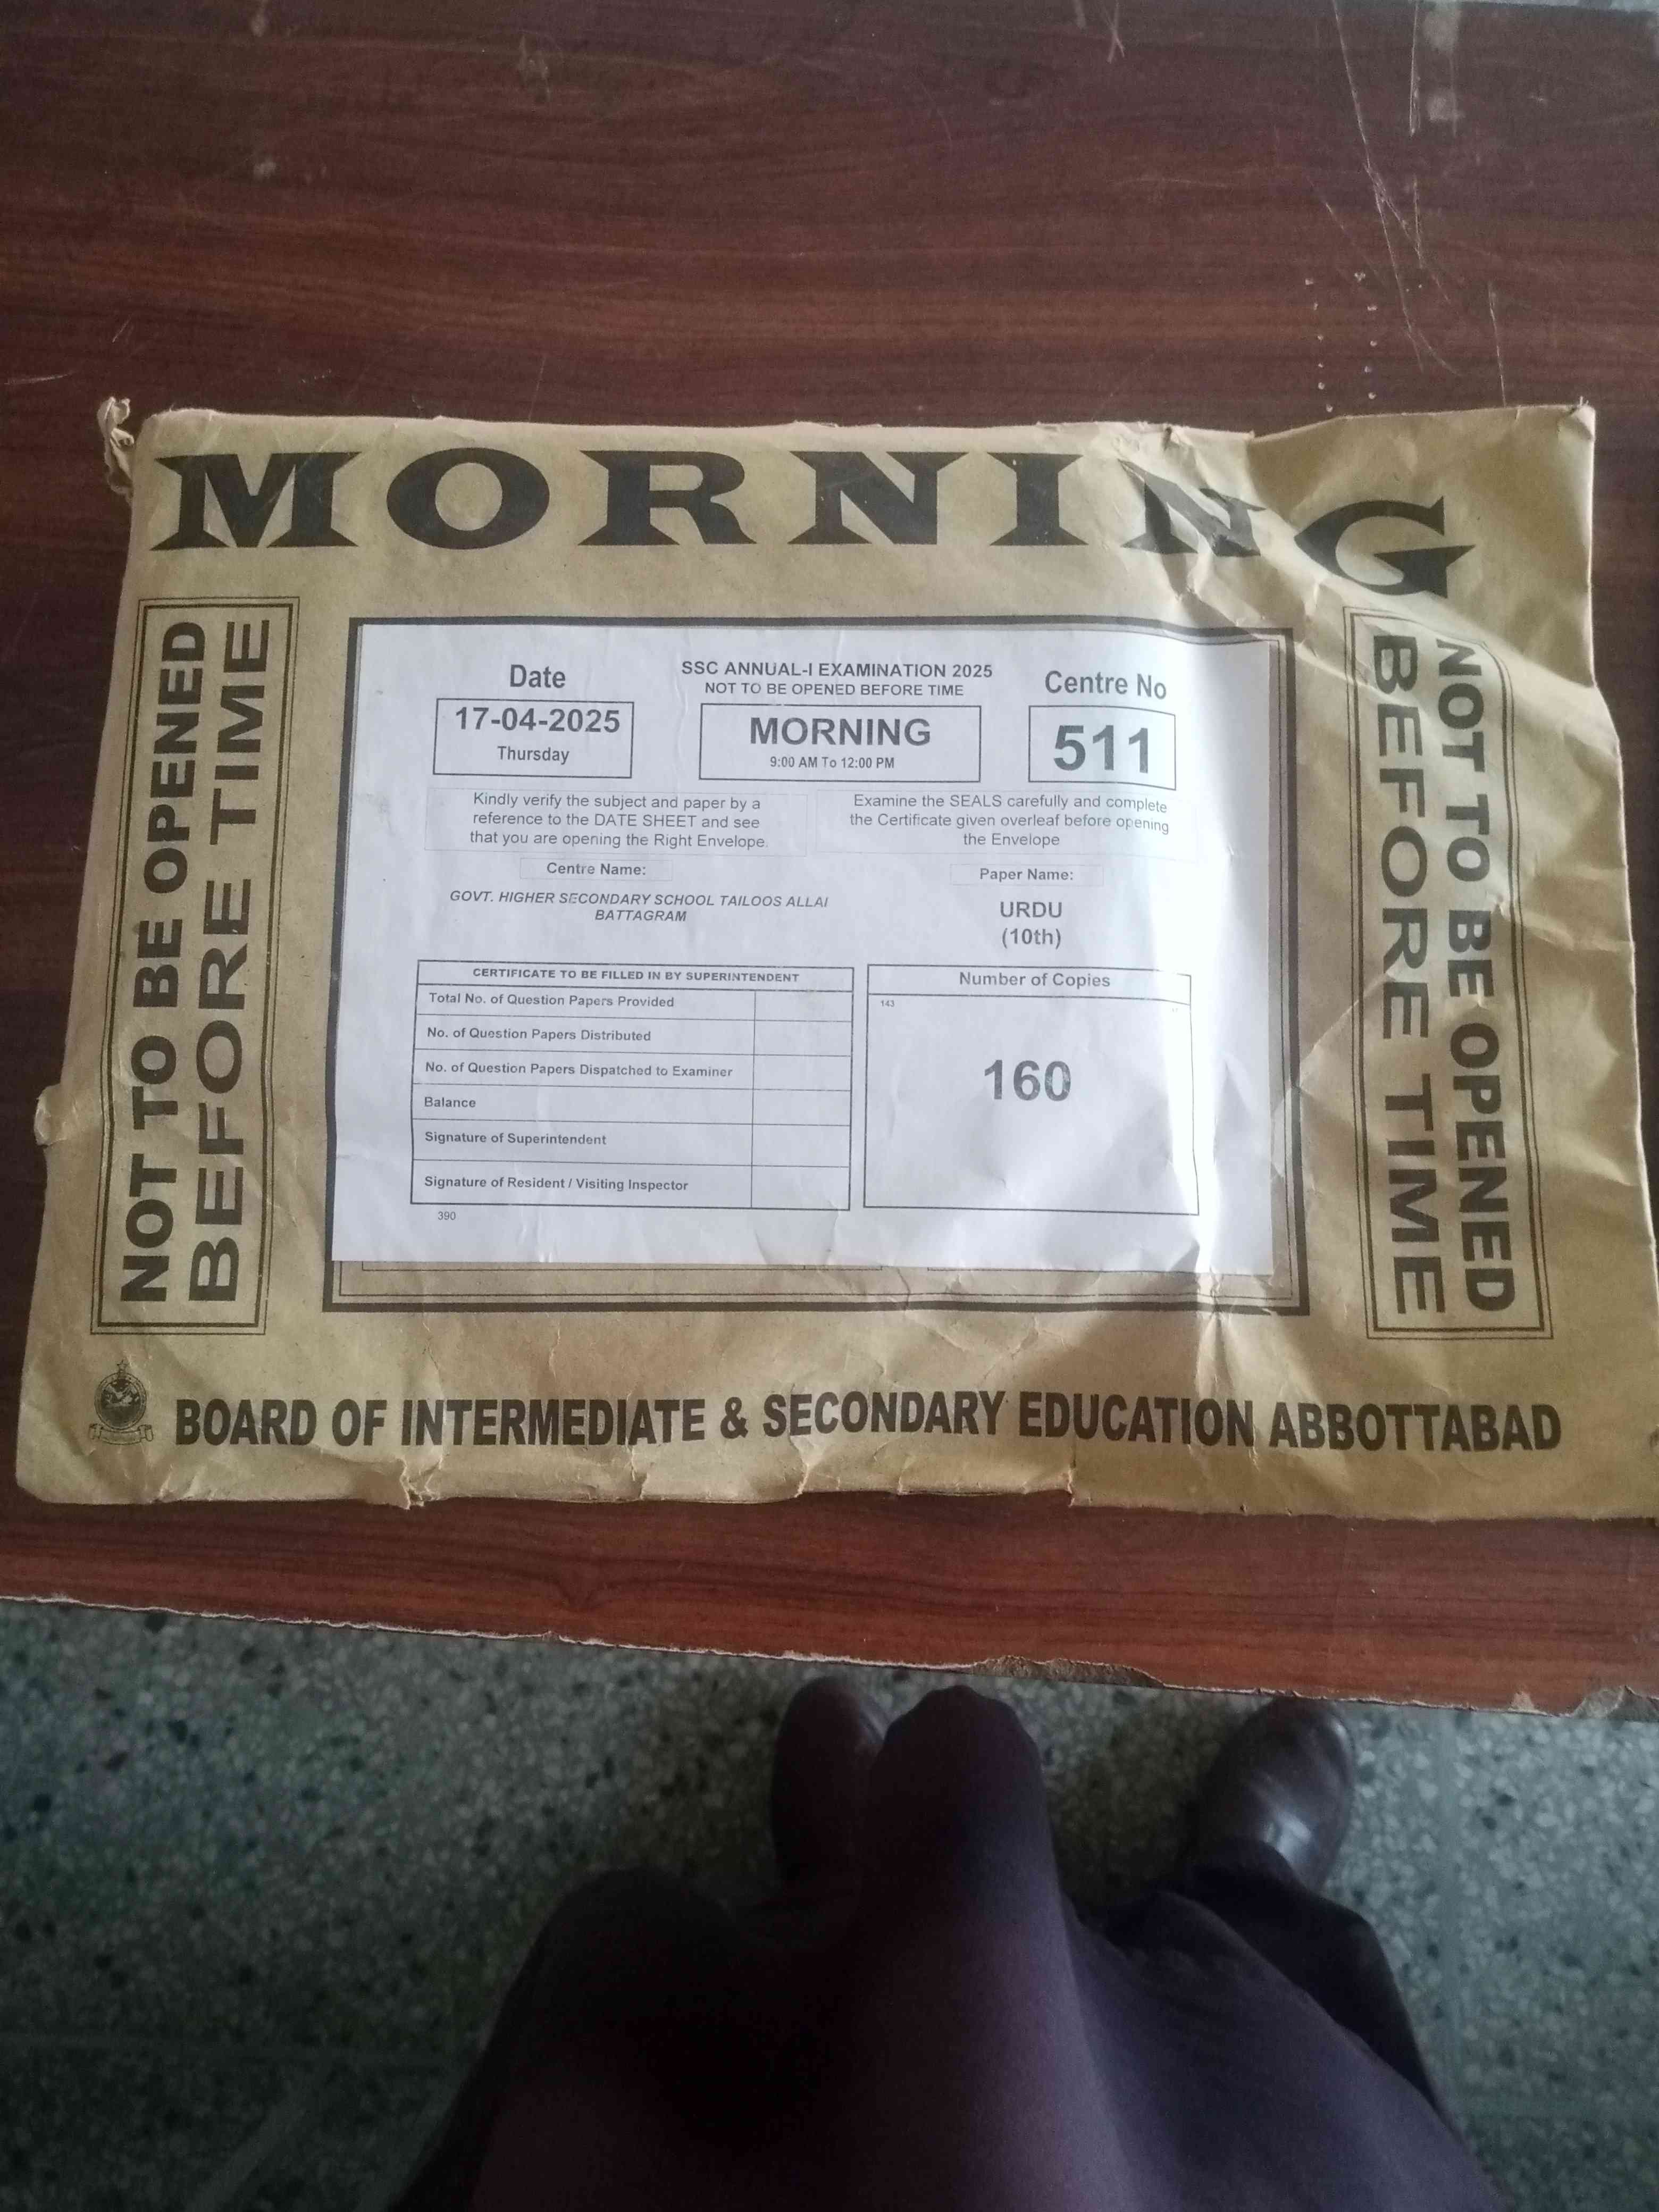 MORNING
NOT TO BE OPENED
BEFORE TIME
Date
17-04-2025
Thursday
SSC ANNUAL-I EXAMINATION 2025
NOT TO BE OPENED BEFORE TIME
MORNING
9:00 AM To 12:00 PM
Centre No
511
Kindly verify the subject and paper by a
reference to the DATE SHEET and see
that you are opening the Right Envelope.
Examine the SEALS carefully and complete
the Certificate given overleaf before opening
the Envelope
Centre Name:
GOVT. HIGHER SECONDARY SCHOOL TAILOOS ALLAI
BATTAGRAM
Paper Name:
URDU
(10th)
CERTIFICATE TO BE FILLED IN BY SUPERINTENDENT
Total No. of Question Papers Provided
No. of Question Papers Distributed
No. of Question Papers Dispatched to Examiner
Balance
Signature of Superintendent
Signature of Resident / Visiting Inspector
390
Number of Copies
143
160
NOT TO BE OPENED
BEFORE TIME
BOARD OF INTERMEDIATE & SECONDARY EDUCATION ABBOTTABAD